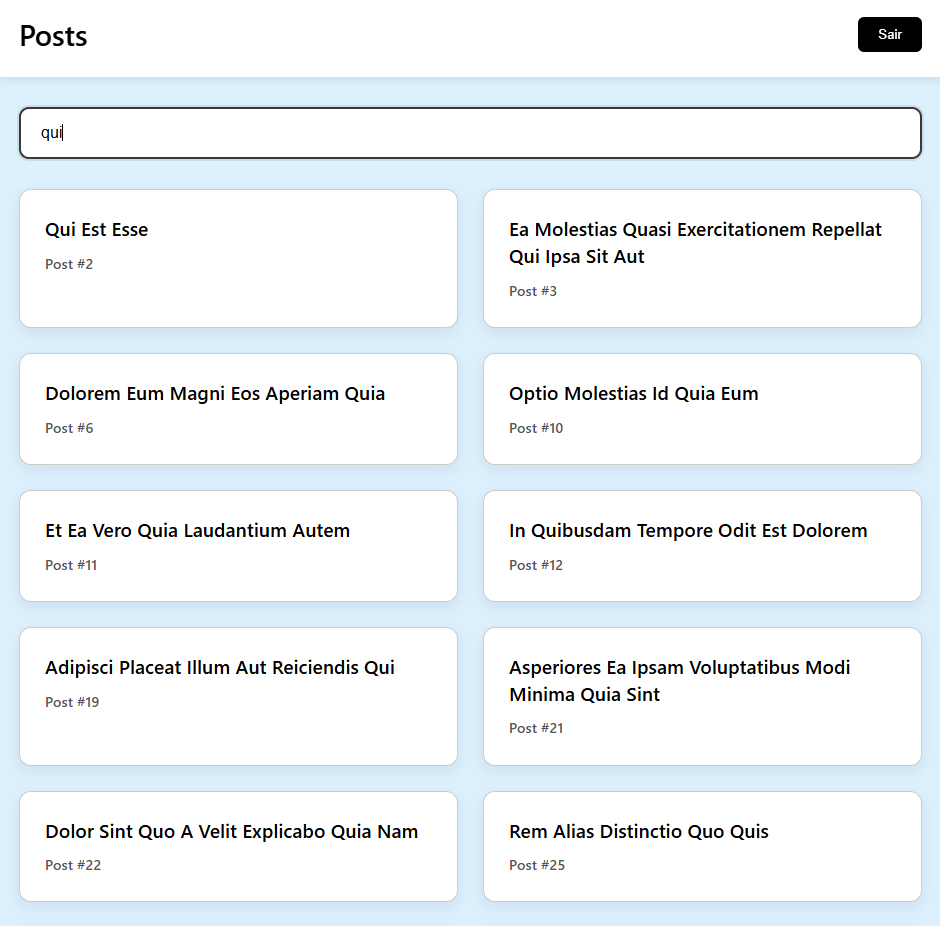 Posts
Sair
qui
Qui Est Esse
Post #2
Ea Molestias Quasi Exercitationem Repellat
Qui Ipsa Sit Aut
Post #3
Dolorem Eum Magni Eos Aperiam Quia
Post #6
Optio Molestias Id Quia Eum
Post #10
Et Ea Vero Quia Laudantium Autem
Post #11
In Quibusdam Tempore Odit Est Dolorem
Post #12
Adipisci Placeat Illum Aut Reiciendis Qui
Post #19
Asperiores Ea Ipsam Voluptatibus Modi
Minima Quia Sint
Post #21
Dolor Sint Quo A Velit Explicabo Quia Nam
Post #22
Rem Alias Distinctio Quo Quis
Post #25